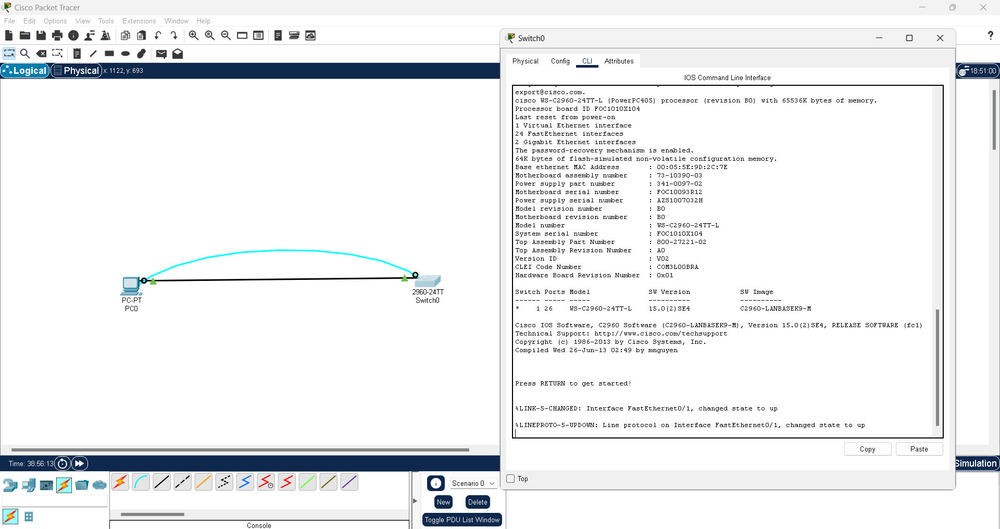 Cisco Packet Tracer
File Edit Options View Tools Extensions Window Help
Logical Physical x: 1122, y: 693
18:51:00
PC-PT
PC0
2960-24TT
Switch0
Switch0
Physical Config CLI Attributes
IOS Command Line Interface
export@cisco.com.
cisco WS-C2960-24TT-L (PowerPC405) processor (revision B0) with 65536K bytes of memory.
Processor board ID FOC1010X104
Last reset from power-on
1 Virtual Ethernet interface
24 FastEthernet interfaces
2 Gigabit Ethernet interfaces
The password-recovery mechanism is enabled.
64K bytes of flash-simulated non-volatile configuration memory.
Base ethernet MAC Address : 00:05:5E:9D:2C:7E
Motherboard assembly number : 73-10390-03
Power supply part number : 341-0097-02
Motherboard serial number : FOC10093R12
Power supply serial number : AZS1007032H
Model revision number : B0
Motherboard revision number : B0
Model number : WS-C2960-24TT-L
System serial number : FOC1010X104
Top Assembly Part Number : 800-27221-02
Top Assembly Revision Number : A0
Version ID : V02
CLEI Code Number : COM3L00BRA
Hardware Board Revision Number : 0x01
Switch Ports Model SW Version SW Image
------ ----- ----- ---------- ----------
* 1 26 WS-C2960-24TT-L 15.0(2)SE4 C2960-LANBASEK9-M
Cisco IOS Software, C2960 Software (C2960-LANBASEK9-M), Version 15.0(2)SE4, RELEASE SOFTWARE (fc1)
Technical Support: http://www.cisco.com/techsupport
Copyright (c) 1986-2013 by Cisco Systems, Inc.
Compiled Wed 26-Jun-13 02:49 by mnguyen
Press RETURN to get started!
%LINK-5-CHANGED: Interface FastEthernet0/1, changed state to up
%LINEPROTO-5-UPDOWN: Line protocol on Interface FastEthernet0/1, changed state to up
Copy Paste
Top
Time: 38:56:13
Simulation
Scenario 0
New Delete
Toggle PDU List Window
Console